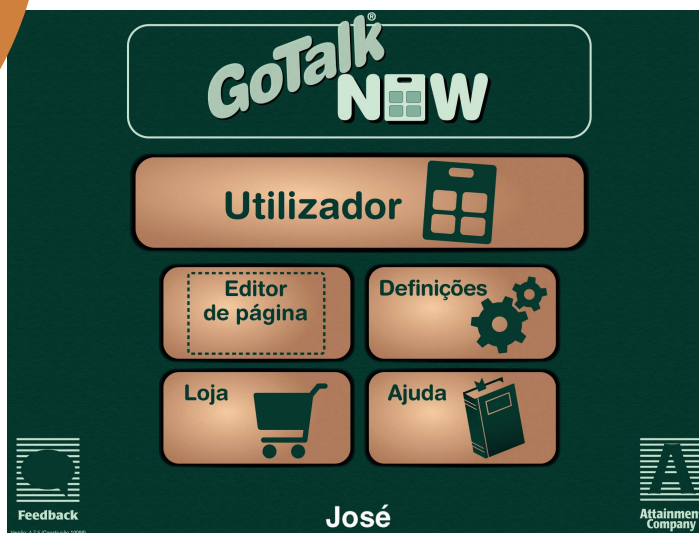 GoTalk®
NOW
Utilizador
Editor
de página
Definições
Loja
Ajuda
Feedback
José
Attainment
Company